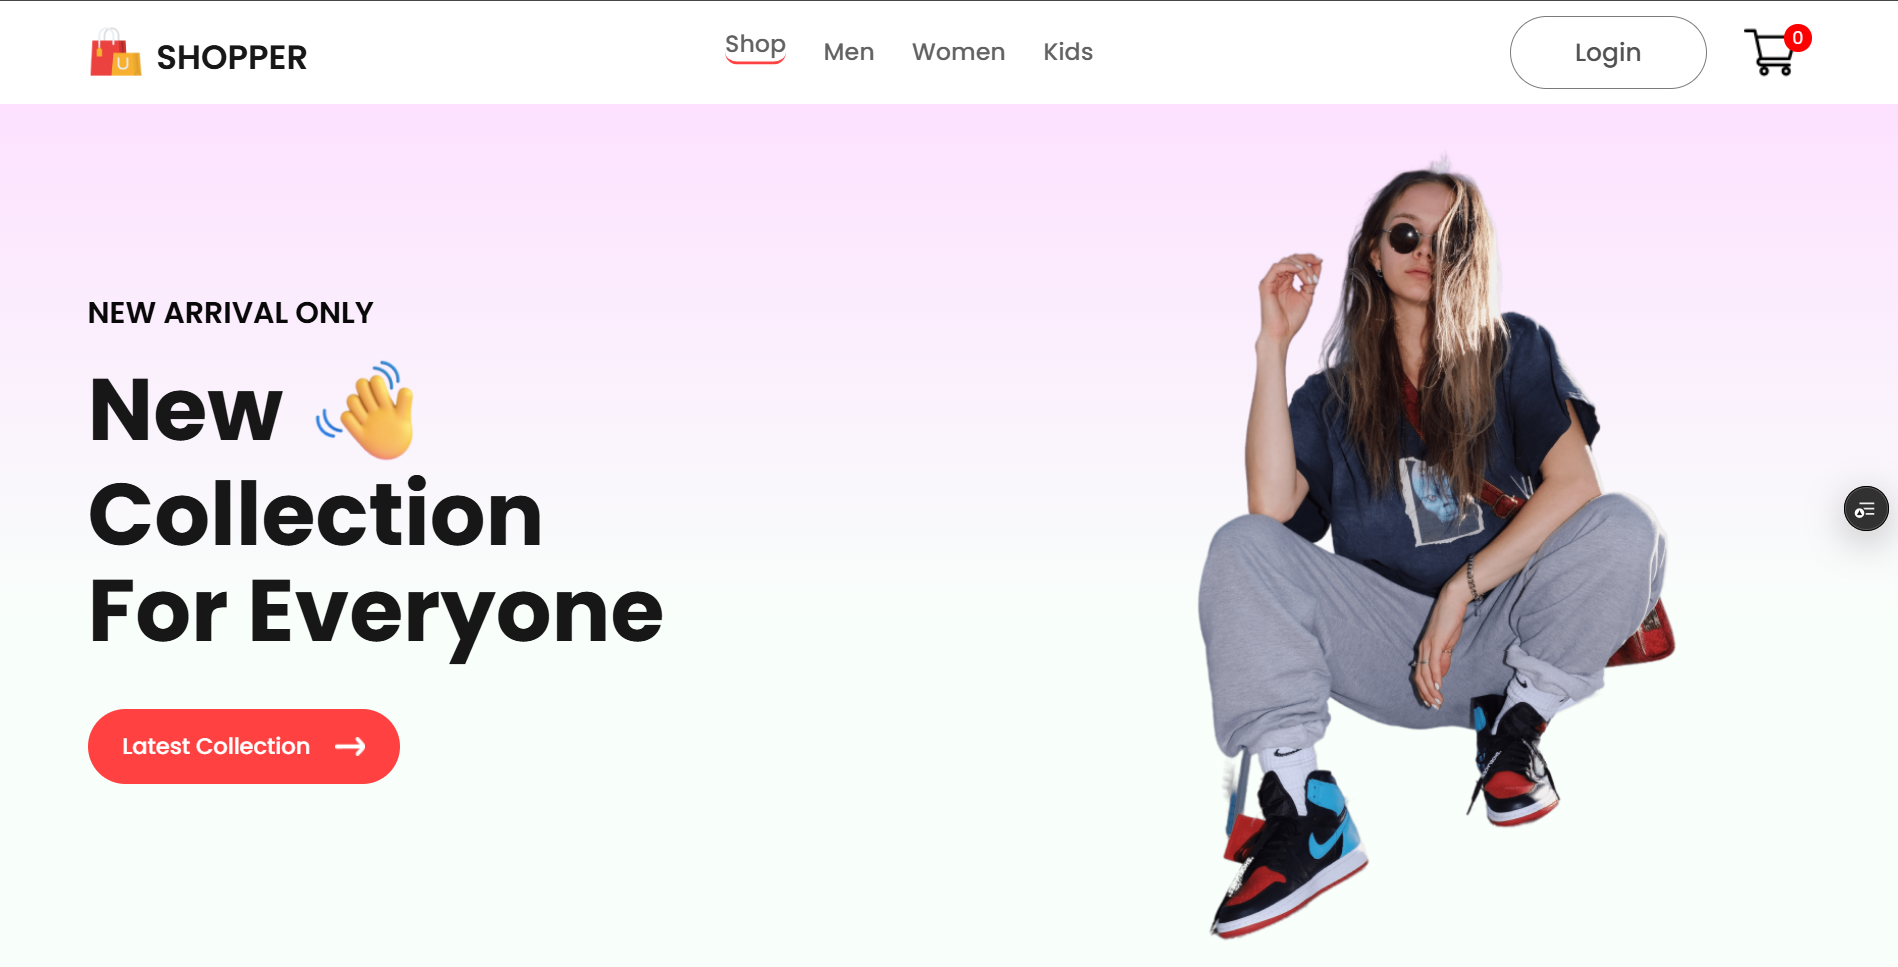 SHOPPER
Shop
Men
Women
Kids
Login
0
NEW ARRIVAL ONLY
New
Collection
For Everyone
Latest Collection